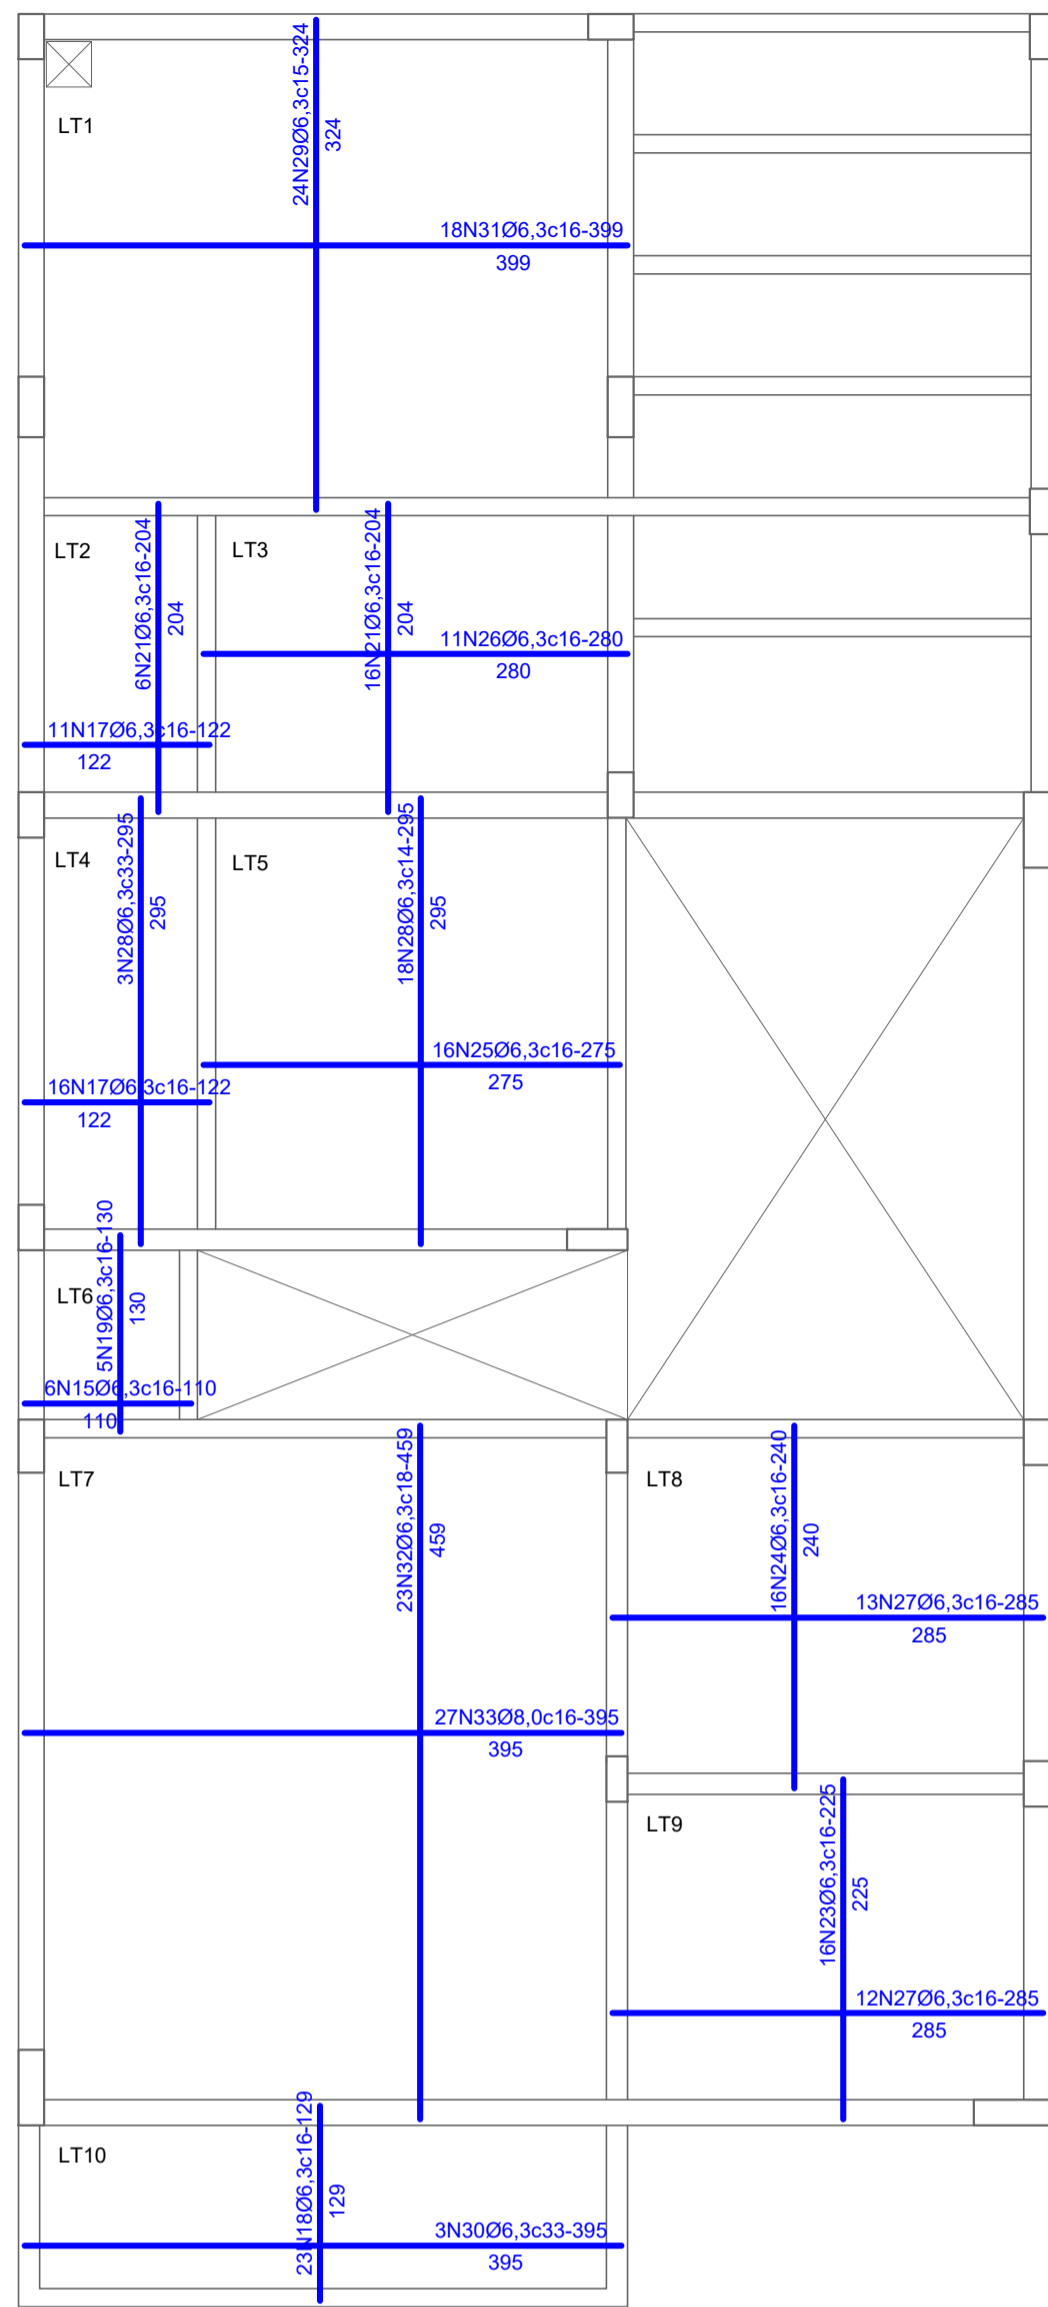 LT1
24N29Ø6,3c15-324
324
18N31Ø6,3c16-399
399
LT2
6N21Ø6,3c16-204
204
11N17Ø6,3c16-122
122
LT3
16N21Ø6,3c16-204
204
11N26Ø6,3c16-280
280
LT4
3N28Ø6,3c33-295
295
16N17Ø6,3c16-122
122
LT5
18N28Ø6,3c14-295
295
16N25Ø6,3c16-275
275
LT6
5N19Ø6,3c16-130
130
6N15Ø6,3c16-110
110
LT7
23N32Ø6,3c18-459
459
27N33Ø8,0c16-395
395
LT8
16N24Ø6,3c16-240
240
13N27Ø6,3c16-285
285
LT9
16N23Ø6,3c16-225
225
12N27Ø6,3c16-285
285
LT10
23N18Ø6,3c16-129
129
3N30Ø6,3c33-395
395